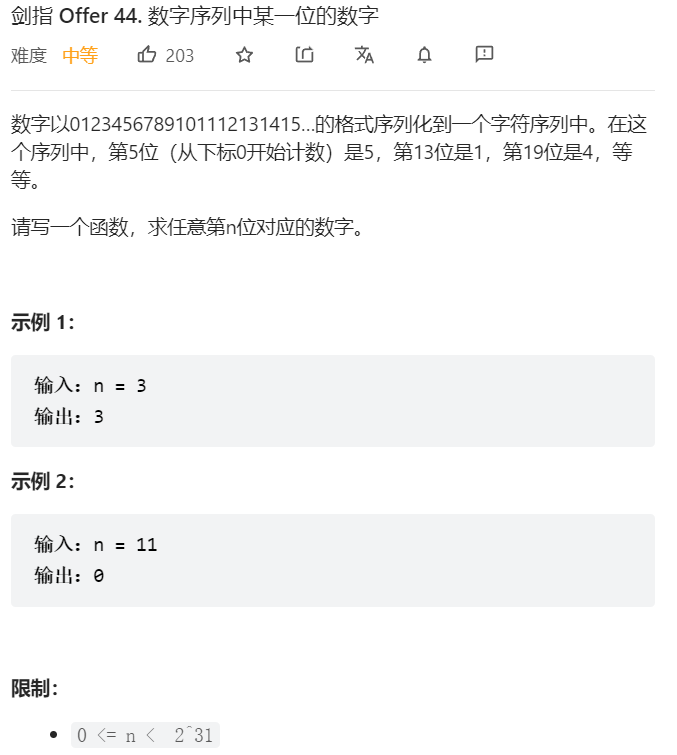 剑指 Offer 44. 数字序列中某一位的数字
难度 中等 203
数字以0123456789101112131415…的格式序列化到一个字符序列中。在这
个序列中，第5位（从下标0开始计数）是5，第13位是1，第19位是4，等
等。
请写一个函数，求任意第n位对应的数字。
示例 1：
输入：n = 3
输出：3
示例 2：
输入：n = 11
输出：0
限制：
0 <= n < 2^31